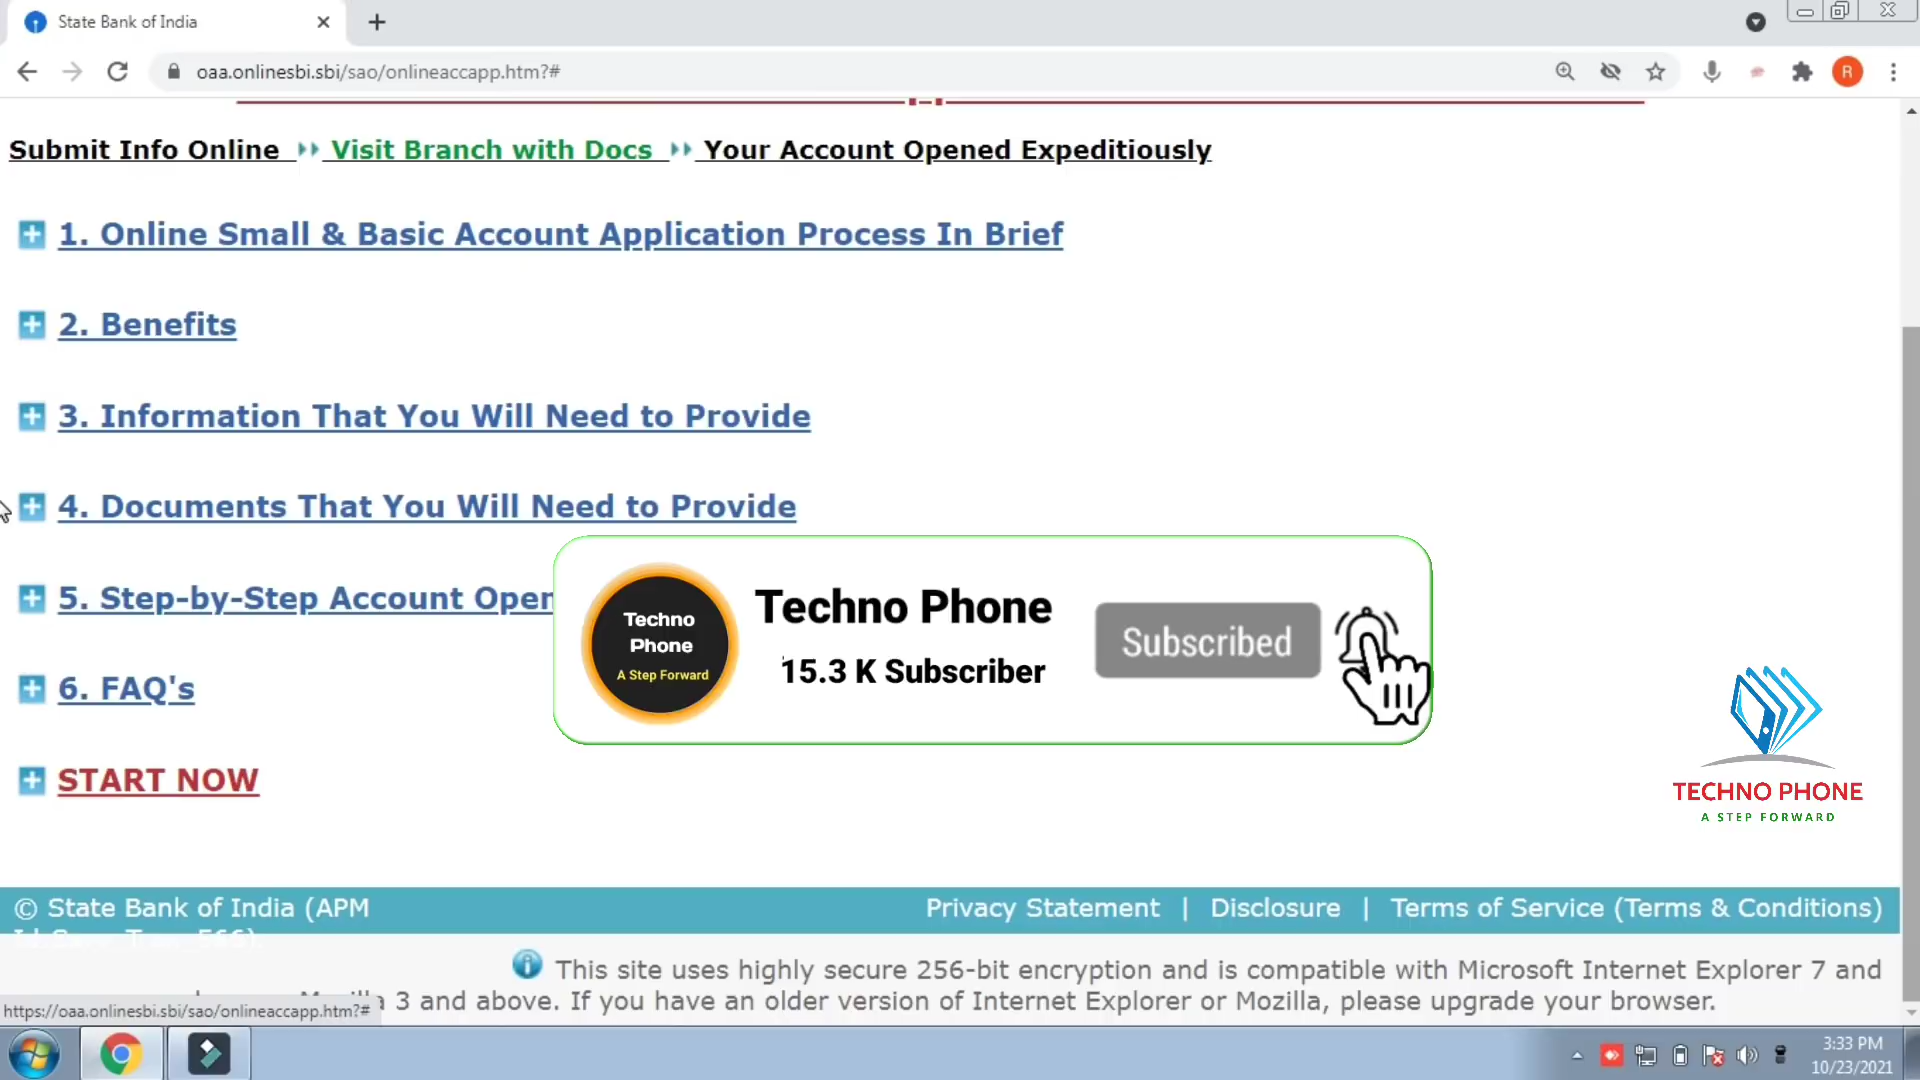 State Bank of India
oaa.onlinesbi.sbi/sao/onlineaccapp.htm?#
R
Submit Info Online Visit Branch with Docs Your Account Opened Expeditiously
1. Online Small & Basic Account Application Process In Brief
2. Benefits
3. Information That You Will Need to Provide
4. Documents That You Will Need to Provide
5. Step-by-Step Account Open
6. FAQ's
START NOW
Techno
Phone
A Step Forward
Techno Phone
15.3 K Subscriber
Subscribed
TECHNO PHONE
A STEP FORWARD
© State Bank of India (APM
Privacy Statement | Disclosure | Terms of Service (Terms & Conditions)
This site uses highly secure 256-bit encryption and is compatible with Microsoft Internet Explorer 7 and
3 and above. If you have an older version of Internet Explorer or Mozilla, please upgrade your browser.
https://oaa.onlinesbi.sbi/sao/onlineaccapp.htm?#
3:33 PM
10/23/2021